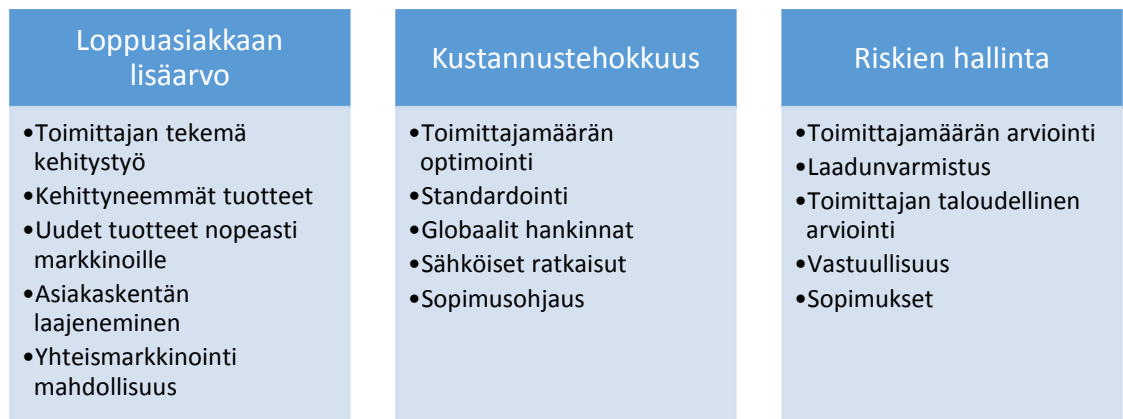 Loppuasiakkaan
lisäarvo
•Toimittajan tekemä
kehitystyö
•Kehittyneemmät tuotteet
•Uudet tuotteet nopeasti
markkinoille
•Asiakaskentän
laajeneminen
•Yhteismarkkinointi
mahdollisuus
Kustannustehokkuus
•Toimittajamäärän
optimointi
•Standardointi
•Globaalit hankinnat
•Sähköiset ratkaisut
•Sopimusohjaus
Riskien hallinta
•Toimittajamäärän arviointi
•Laadunvarmistus
•Toimittajan taloudellinen
arviointi
•Vastuullisuus
•Sopimukset